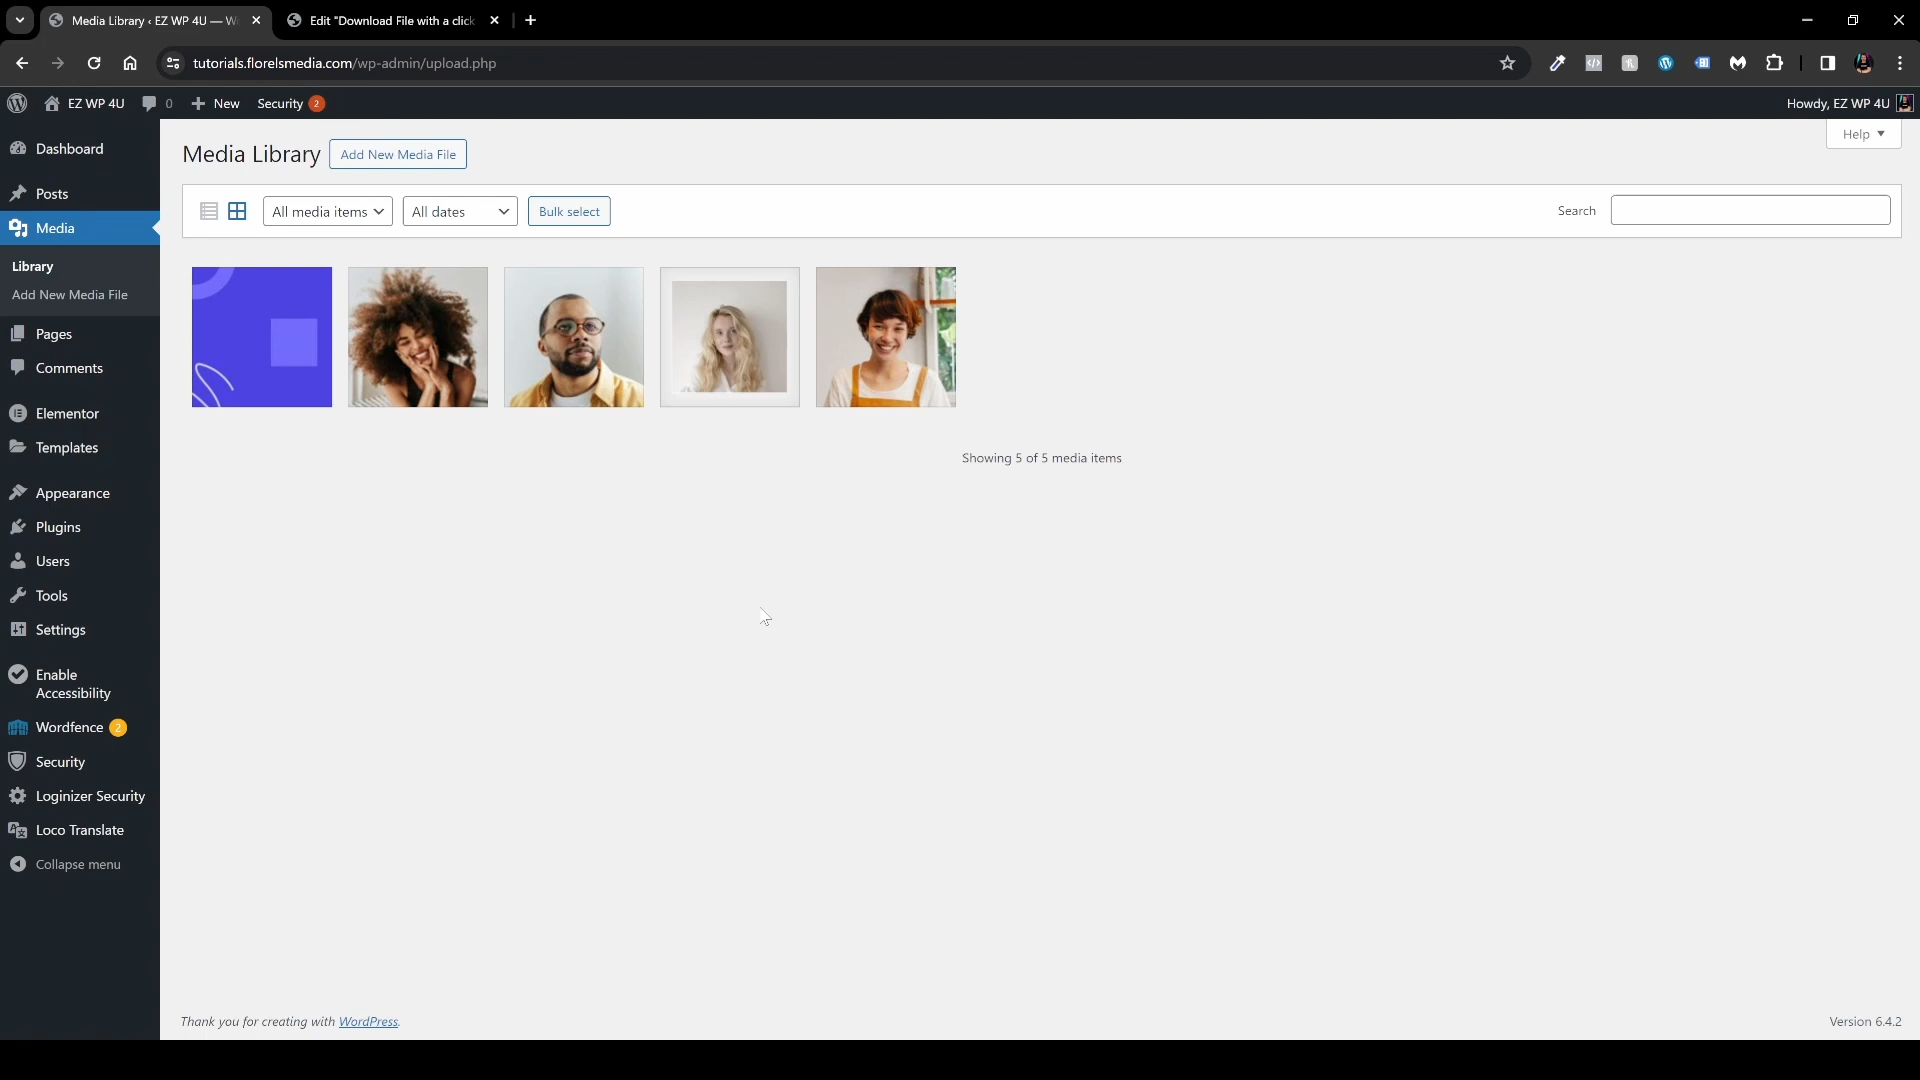 Media Library ‹ EZ WP 4U — W
Edit "Download File with a click
tutorials.florelsmedia.com/wp-admin/upload.php
EZ WP 4U
0
New
Security 2
Howdy, EZ WP 4U
Help
Dashboard
Posts
Media
Library
Add New Media File
Pages
Comments
Elementor
Templates
Appearance
Plugins
Users
Tools
Settings
Enable
Accessibility
Wordfence 2
Security
Loginizer Security
Loco Translate
Collapse menu
Media Library
Add New Media File
All media items
All dates
Bulk select
Search
Showing 5 of 5 media items
Thank you for creating with WordPress.
Version 6.4.2